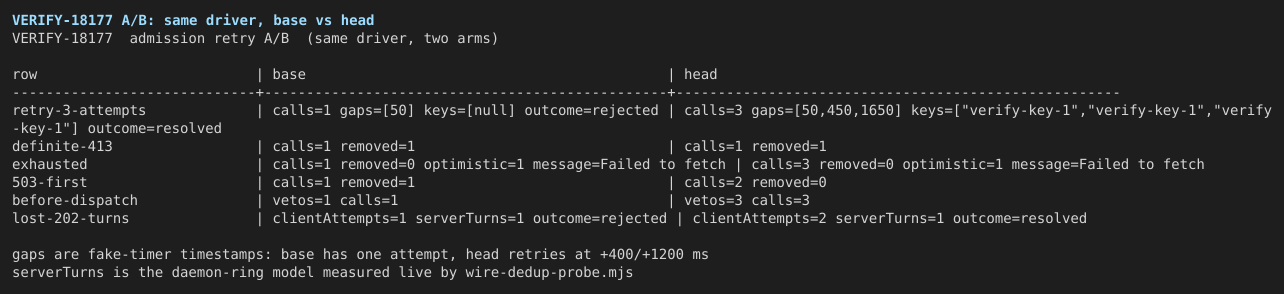 VERIFY-18177 A/B: same driver, base vs head
VERIFY-18177  admission retry A/B  (same driver, two arms)
row                          | base                                            | head
-----------------------------+-------------------------------------------------+-----------------------------------------------------
retry-3-attempts             | calls=1 gaps=[50] keys=[null] outcome=rejected | calls=3 gaps=[50,450,1650] keys=["verify-key-1","verify-key-1","verify
-key-1"] outcome=resolved
definite-413                 | calls=1 removed=1                               | calls=1 removed=1
exhausted                    | calls=1 removed=0 optimistic=1 message=Failed to fetch | calls=3 removed=0 optimistic=1 message=Failed to fetch
503-first                    | calls=1 removed=1                               | calls=2 removed=0
before-dispatch              | vetos=1 calls=1                                 | vetos=3 calls=3
lost-202-turns               | clientAttempts=1 serverTurns=1 outcome=rejected | clientAttempts=2 serverTurns=1 outcome=resolved
gaps are fake-timer timestamps: base has one attempt, head retries at +400/+1200 ms
serverTurns is the daemon-ring model measured live by wire-dedup-probe.mjs